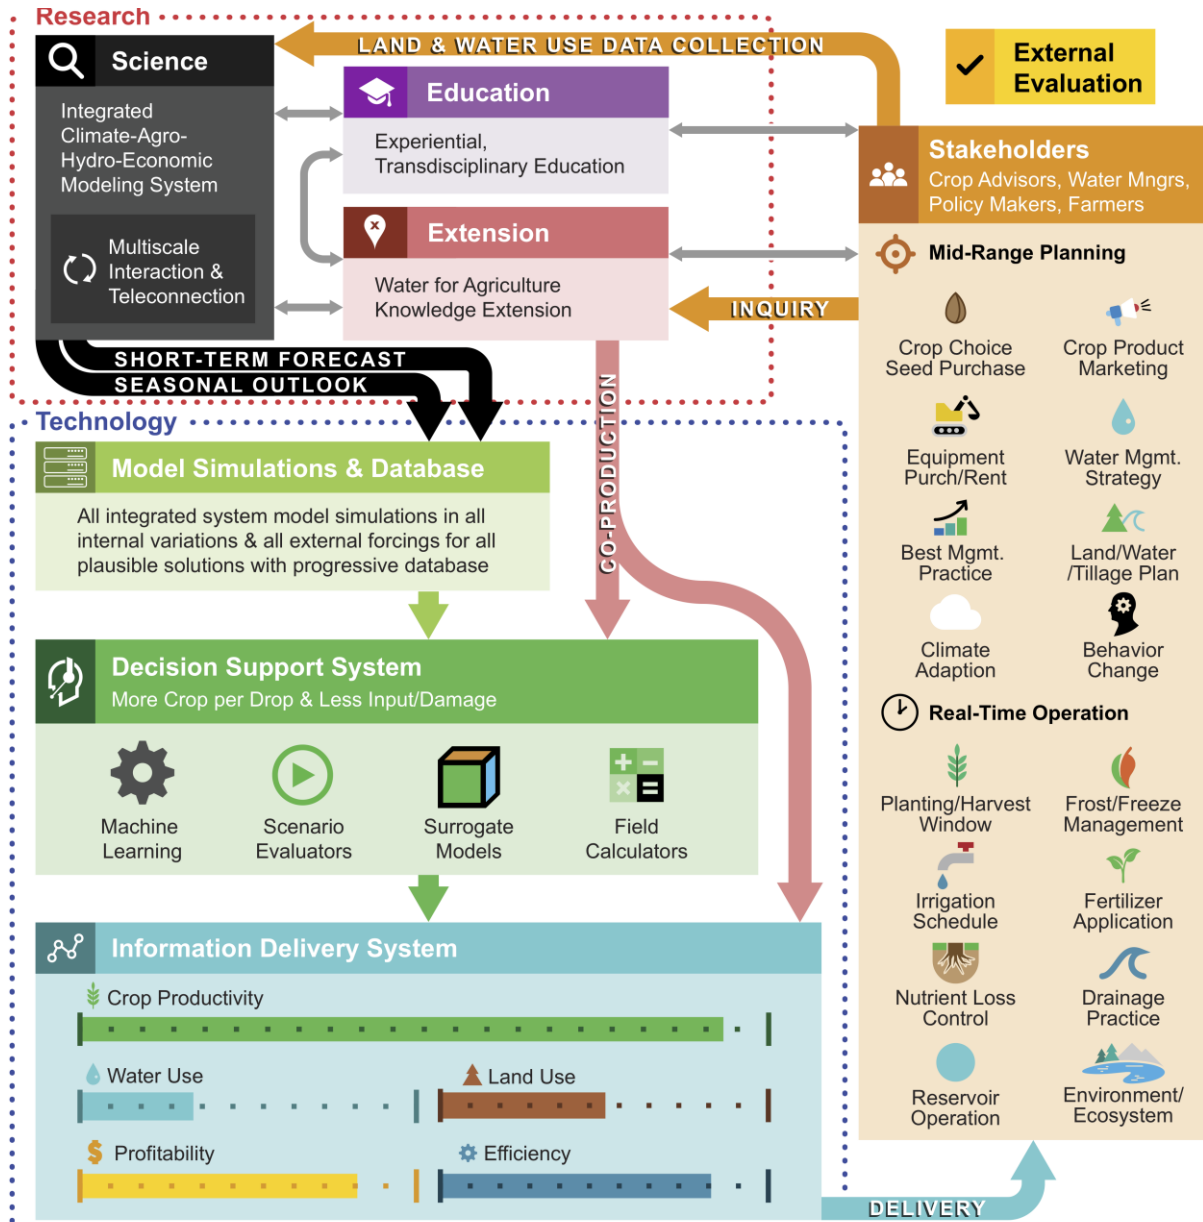 Research
LAND & WATER USE DATA COLLECTION
Science
Integrated
Climate-Agro-
Hydro-Economic
Modeling System
Multiscale
Interaction &
Teleconnection
Education
Experiential,
Transdisciplinary Education
Extension
Water for Agriculture
Knowledge Extension
INQUIRY
SHORT-TERM FORECAST
SEASONAL OUTLOOK
CO-PRODUCTION
External
Evaluation
Stakeholders
Crop Advisors, Water Mngrs,
Policy Makers, Farmers
Mid-Range Planning
Crop Choice
Seed Purchase
Crop Product
Marketing
Equipment
Purch/Rent
Water Mgmt.
Strategy
Best Mgmt.
Practice
Land/Water
/Tillage Plan
Climate
Adaption
Behavior
Change
Real-Time Operation
Planting/Harvest
Window
Frost/Freeze
Management
Irrigation
Schedule
Fertilizer
Application
Nutrient Loss
Control
Drainage
Practice
Reservoir
Operation
Environment/
Ecosystem
Technology
Model Simulations & Database
All integrated system model simulations in all
internal variations & all external forcings for all
plausible solutions with progressive database
Decision Support System
More Crop per Drop & Less Input/Damage
Machine
Learning
Scenario
Evaluators
Surrogate
Models
Field
Calculators
Information Delivery System
Crop Productivity
Water Use
Land Use
$ Profitability
Efficiency
DELIVERY